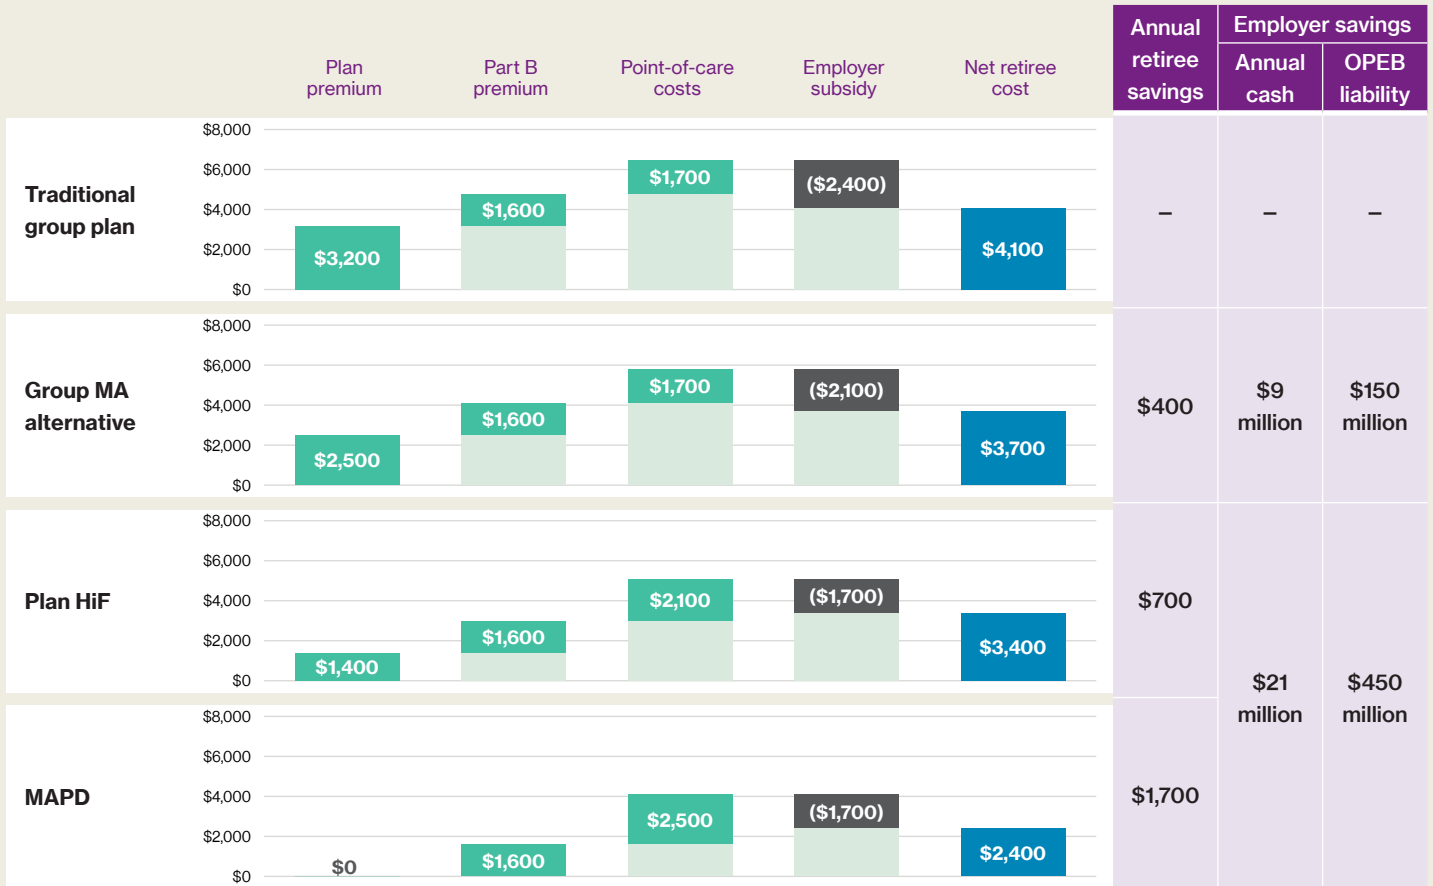 Plan
premium
Part B
premium
Point-of-care
costs
Employer
subsidy
Net retiree
cost
Annual
retiree
savings
Employer savings
Annual
cash
OPEB
liability
Traditional
group plan
$8,000
$6,000
$4,000
$2,000
$0
$3,200
$1,600
$1,700
($2,400)
$4,100
–
–
–
Group MA
alternative
$8,000
$6,000
$4,000
$2,000
$0
$2,500
$1,600
$1,700
($2,100)
$3,700
$400
$9
million
$150
million
Plan HiF
$8,000
$6,000
$4,000
$2,000
$0
$1,400
$1,600
$2,100
($1,700)
$3,400
$700
$21
million
$450
million
MAPD
$8,000
$6,000
$4,000
$2,000
$0
$0
$1,600
$2,500
($1,700)
$2,400
$1,700